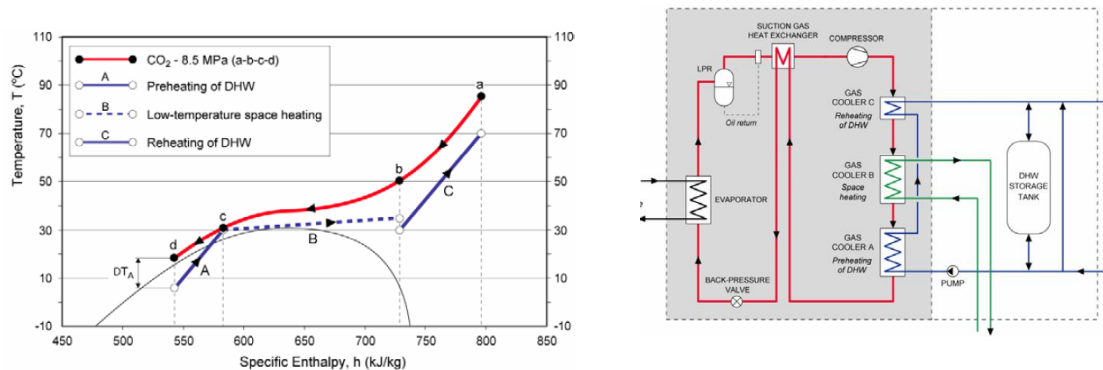 110
90
70
50
30
10
-10
Temperature, T (°C)
CO₂ - 8.5 MPa (a-b-c-d)
A
Preheating of DHW
B
Low-temperature space heating
C
Reheating of DHW
a
b
c
d
A
B
C
DT_A
110
90
70
50
30
10
-10
450 500 550 600 650 700 750 800 850
Specific Enthalpy, h (kJ/kg)
SUCTION GAS
HEAT EXCHANGER
COMPRESSOR
LPR
Oil return
GAS
COOLER C
Reheating
of DHW
GAS
COOLER B
Space
heating
GAS
COOLER A
Preheating
of DHW
EVAPORATOR
BACK-PRESSURE
VALVE
DHW
STORAGE
TANK
PUMP